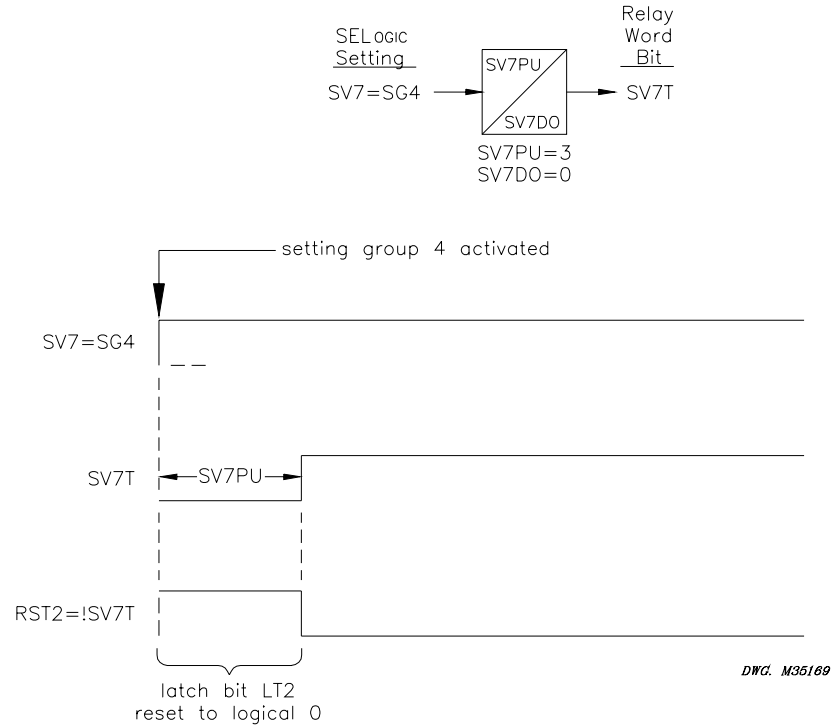 SELOGIC
Setting
SV7=SG4
SV7PU
SV7DO
SV7PU=3
SV7DO=0
Relay
Word
Bit
SV7T
setting group 4 activated
SV7=SG4
SV7T
SV7PU
RST2=!SV7T
latch bit LT2
reset to logical 0
DWG. M35169